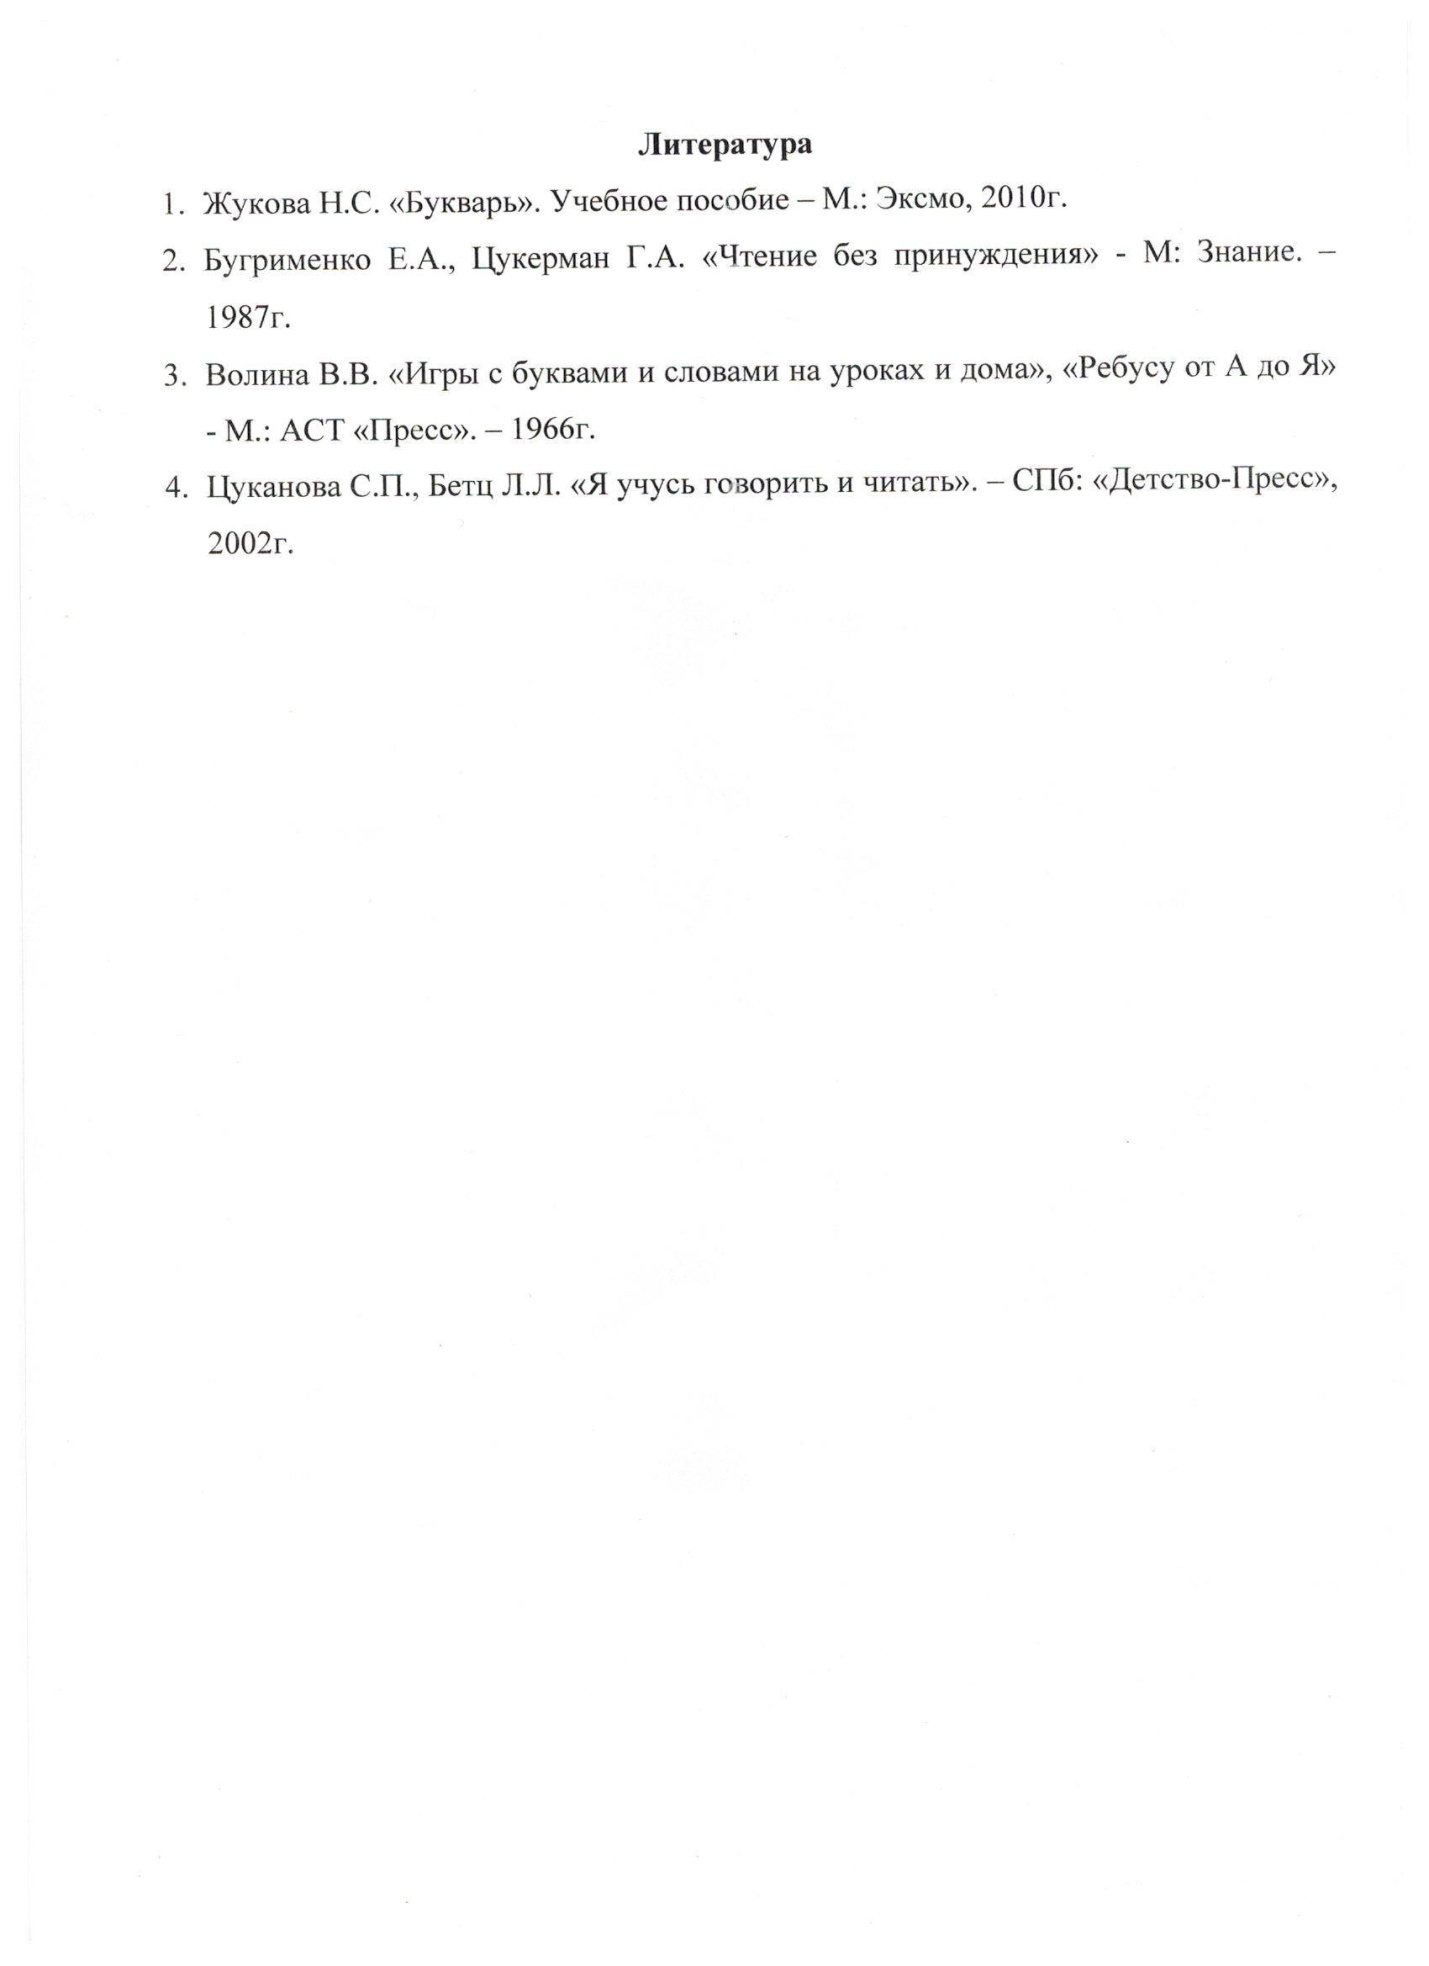 Литература
1. Жукова Н.С. «Букварь». Учебное пособие – М.: Эксмо, 2010г.
2. Бугрименко Е.А., Цукерман Г.А. «Чтение без принуждения» - М: Знание. –
1987г.
3. Волина В.В. «Игры с буквами и словами на уроках и дома», «Ребусу от А до Я»
- М.: АСТ «Пресс». – 1966г.
4. Цуканова С.П., Бетц Л.Л. «Я учусь говорить и читать». – СПб: «Детство-Пресс»,
2002г.